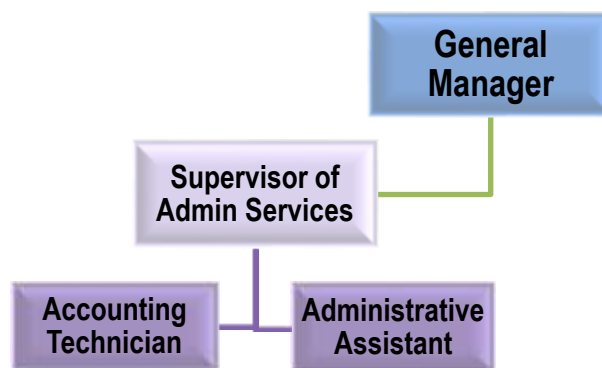 General
Manager
Supervisor of
Admin Services
Accounting
Technician
Administrative
Assistant